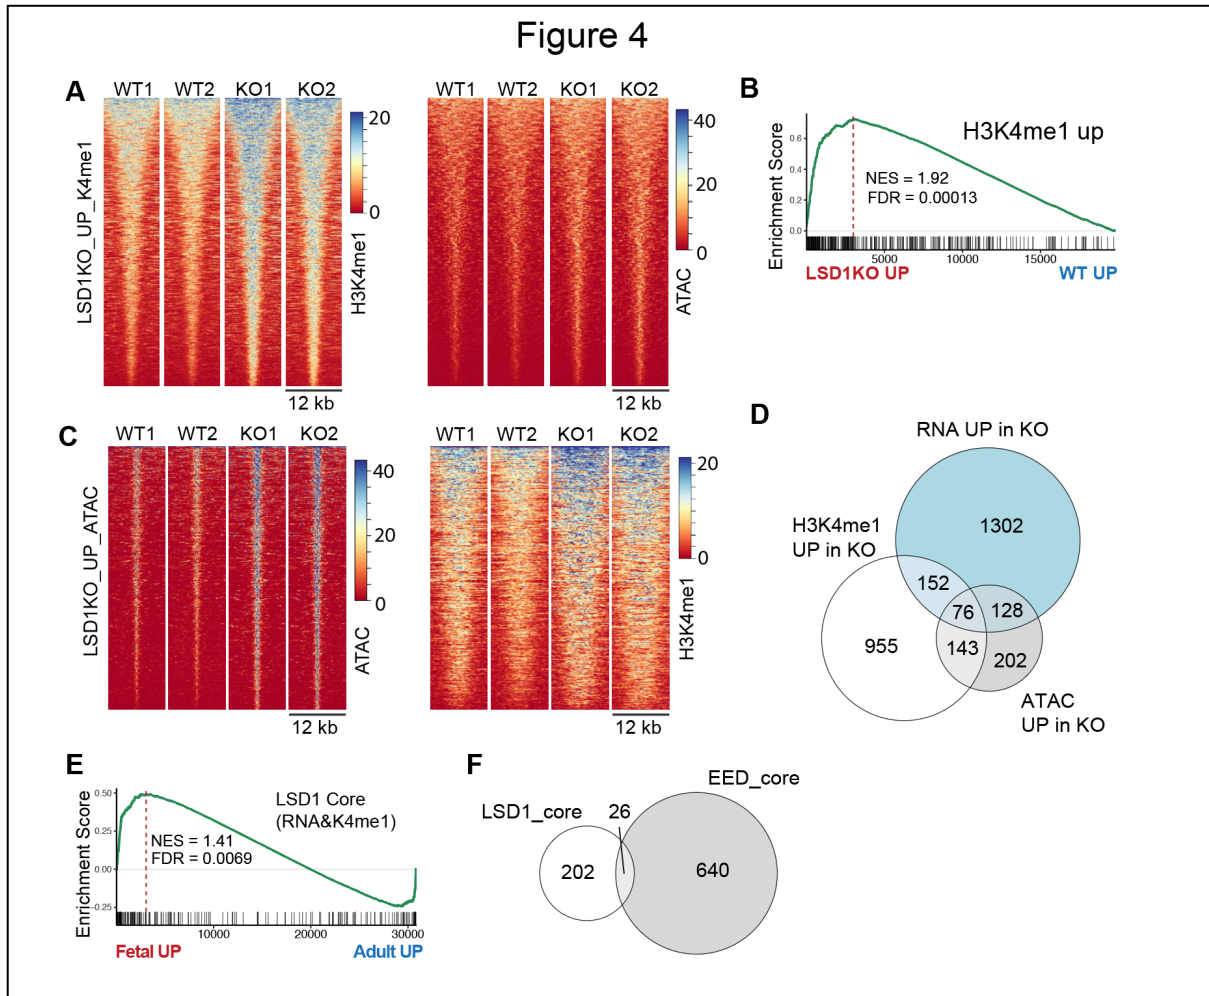 Figure 4
A
WT1 WT2 KO1 KO2
LSD1KO_UP_K4me1
20
0
H3K4me1
12 kb
WT1 WT2 KO1 KO2
40
20
0
ATAC
12 kb
B
H3K4me1 up
Enrichment Score
0.6
0.4
0.2
0.0
NES = 1.92
FDR = 0.00013
5000 10000 15000
LSD1KO UP WT UP
C
WT1 WT2 KO1 KO2
LSD1KO_UP_ATAC
40
20
0
ATAC
12 kb
WT1 WT2 KO1 KO2
20
10
0
H3K4me1
12 kb
D
RNA UP in KO
1302
H3K4me1
UP in KO
152
76 128
955 143 202
ATAC
UP in KO
E
LSD1 Core
(RNA&K4me1)
Enrichment Score
0.50
0.25
0.00
-0.25
NES = 1.41
FDR = 0.0069
10000 20000 30000
Fetal UP Adult UP
F
EED_core
LSD1_core 26
202 640